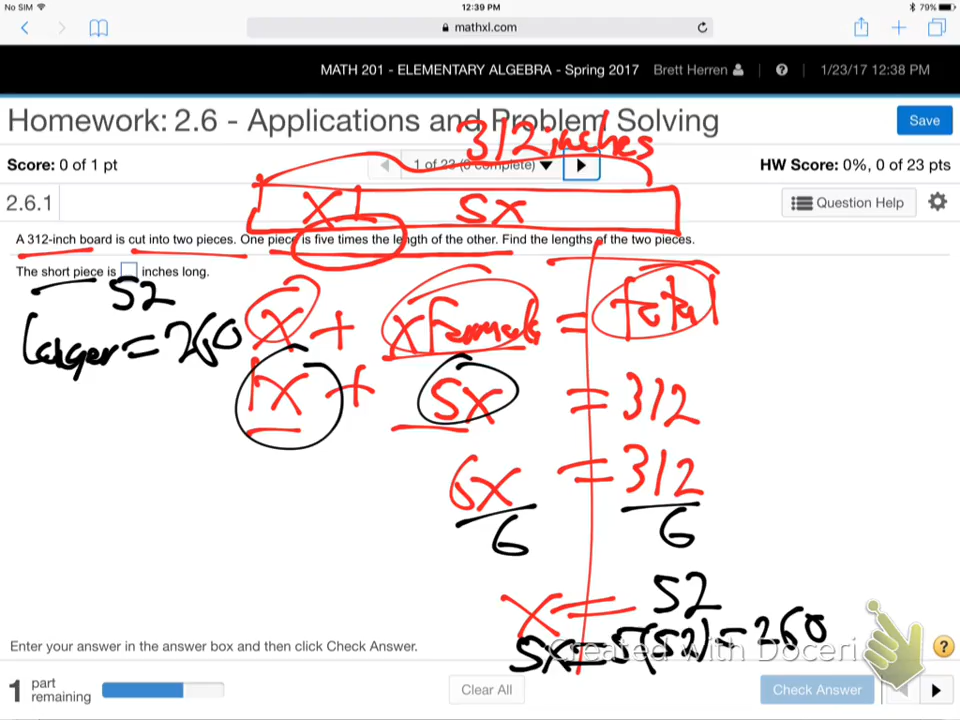 No SIM 12:39 PM 79%
mathxl.com
MATH 201 - ELEMENTARY ALGEBRA - Spring 2017 Brett Herren ? 1/23/17 12:38 PM
Homework: 2.6 - Applications and Problem Solving Save
312 inches
Score: 0 of 1 pt 1 of 23 (0 complete) HW Score: 0%, 0 of 23 pts
2.6.1 x 5x Question Help
A 312-inch board is cut into two pieces. One piece is five times the length of the other. Find the lengths of the two pieces.
The short piece is inches long.
52
larger = 260
x + x formula = total
1x + 5x = 312
6x = 312
6 6
x = 52
5x = 5(52) = 260
Created With Doceri
Enter your answer in the answer box and then click Check Answer. ?
1 part remaining Clear All Check Answer